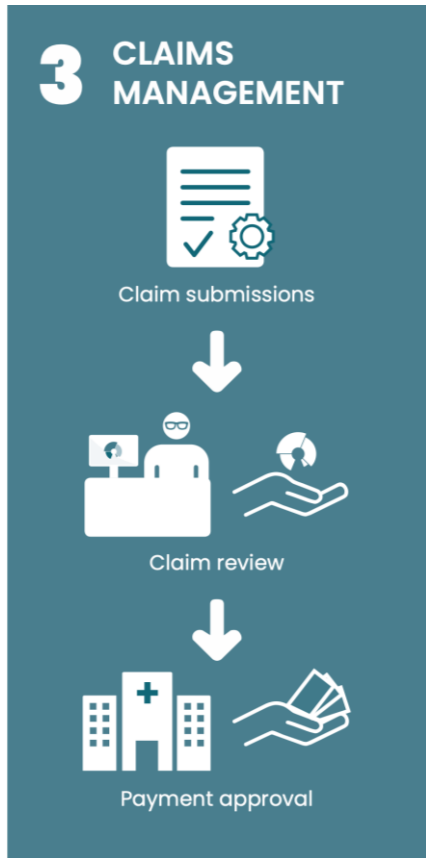 3
CLAIMS
MANAGEMENT
Claim submissions
Claim review
Payment approval